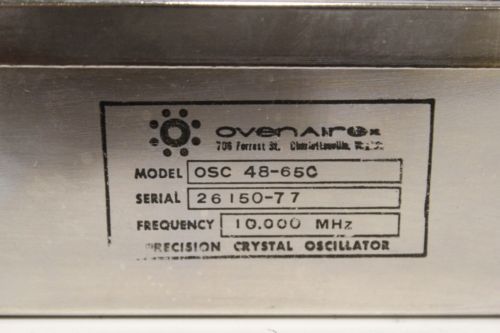 OVENAIRE
706 Forrest St. Charlottesville,
MODEL OSC 48-65C
SERIAL 26150-77
FREQUENCY 10.000 MHz
PRECISION CRYSTAL OSCILLATOR